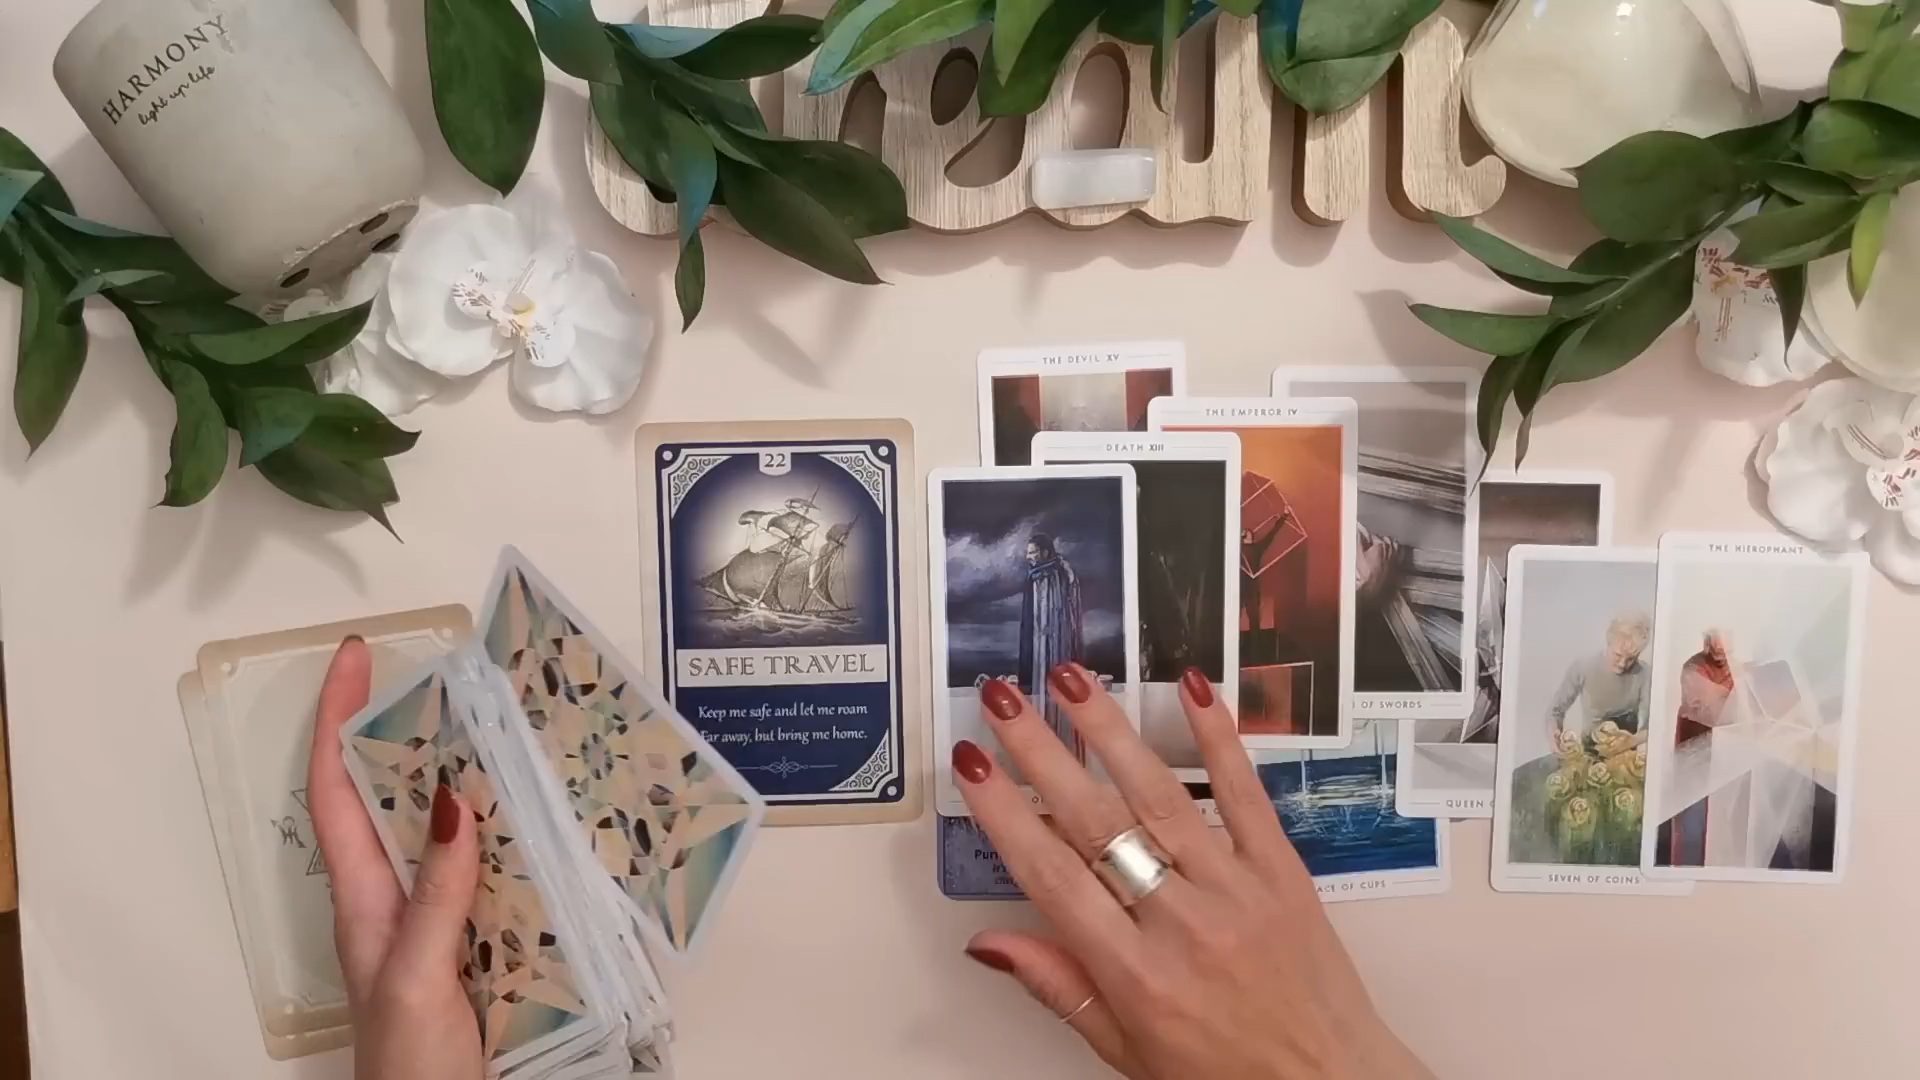 HARMONY
light up life
THE DEVIL XV
THE EMPEROR IV
DEATH XIII
22
SAFE TRAVEL
Keep me safe and let me roam
Far away, but bring me home.
THE HIEROPHANT
OF SWORDS
QUEEN
ACE OF CUPS
SEVEN OF COINS